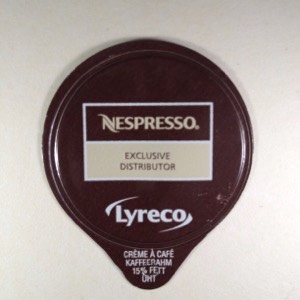 NESPRESSO.
EXCLUSIVE
DISTRIBUTOR
Lyreco
CRÈME À CAFÉ
KAFFEERAHM
15% FETT
UHT